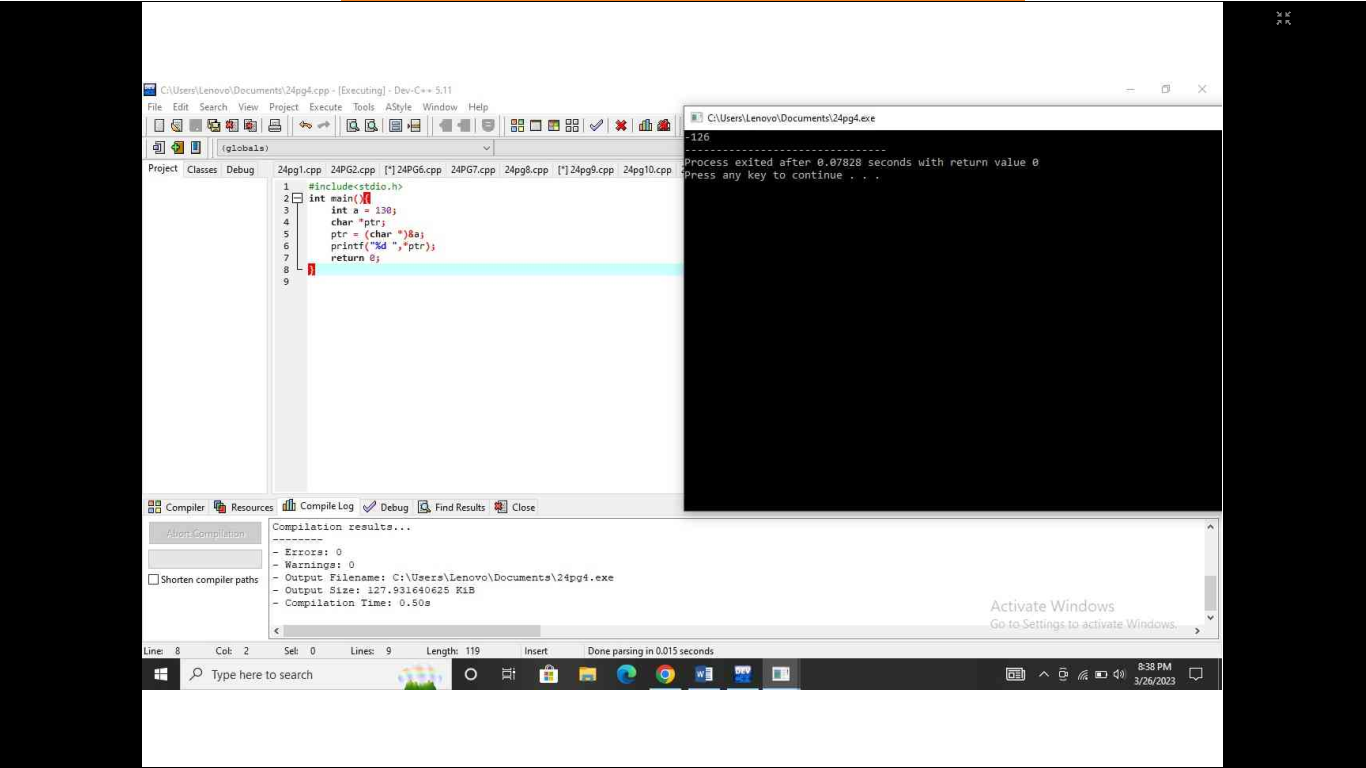 C:\Users\Lenovo\Documents\24pg4.cpp - [Executing] - Dev-C++ 5.11
File Edit Search View Project Execute Tools AStyle Window Help
(globals)
Project Classes Debug
24pg1.cpp 24PG2.cpp [*] 24PG6.cpp 24PG7.cpp 24pg8.cpp [*] 24pg9.cpp 24pg10.cpp
1 #include<stdio.h>
2 int main(){
3 int a = 130;
4 char *ptr;
5 ptr = (char *)&a;
6 printf("%d ",*ptr);
7 return 0;
8 }
9
C:\Users\Lenovo\Documents\24pg4.exe
-126
--------------------------------
Process exited after 0.07828 seconds with return value 0
Press any key to continue . . .
Compiler Resources Compile Log Debug Find Results Close
Abort Compilation
Shorten compiler paths
Compilation results...
--------
- Errors: 0
- Warnings: 0
- Output Filename: C:\Users\Lenovo\Documents\24pg4.exe
- Output Size: 127.931640625 KiB
- Compilation Time: 0.50s
Activate Windows
Go to Settings to activate Windows.
Line: 8 Col: 2 Sel: 0 Lines: 9 Length: 119 Insert Done parsing in 0.015 seconds
Type here to search
DEV
8:38 PM
3/26/2023